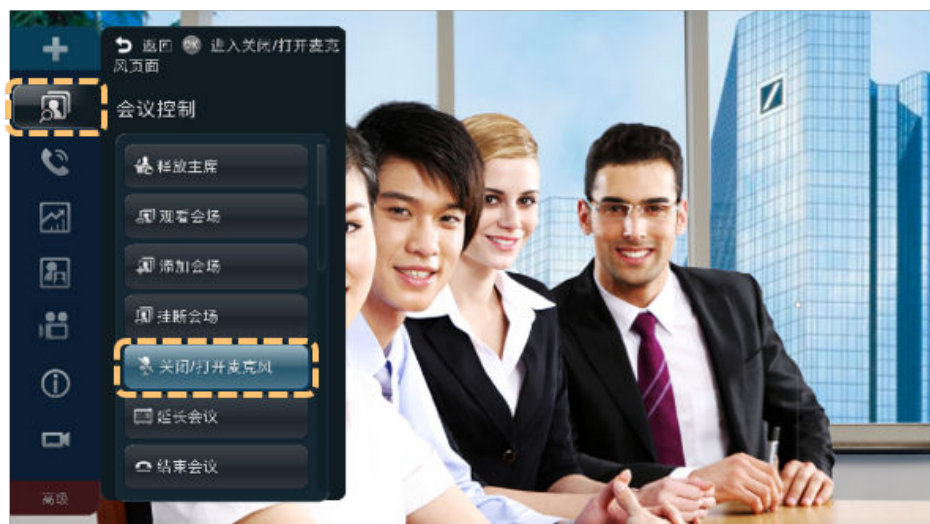 返回 OK 进入关闭/打开麦克
风页面
会议控制
释放主席
观看会场
添加会场
挂断会场
关闭/打开麦克风
延长会议
结束会议
高级